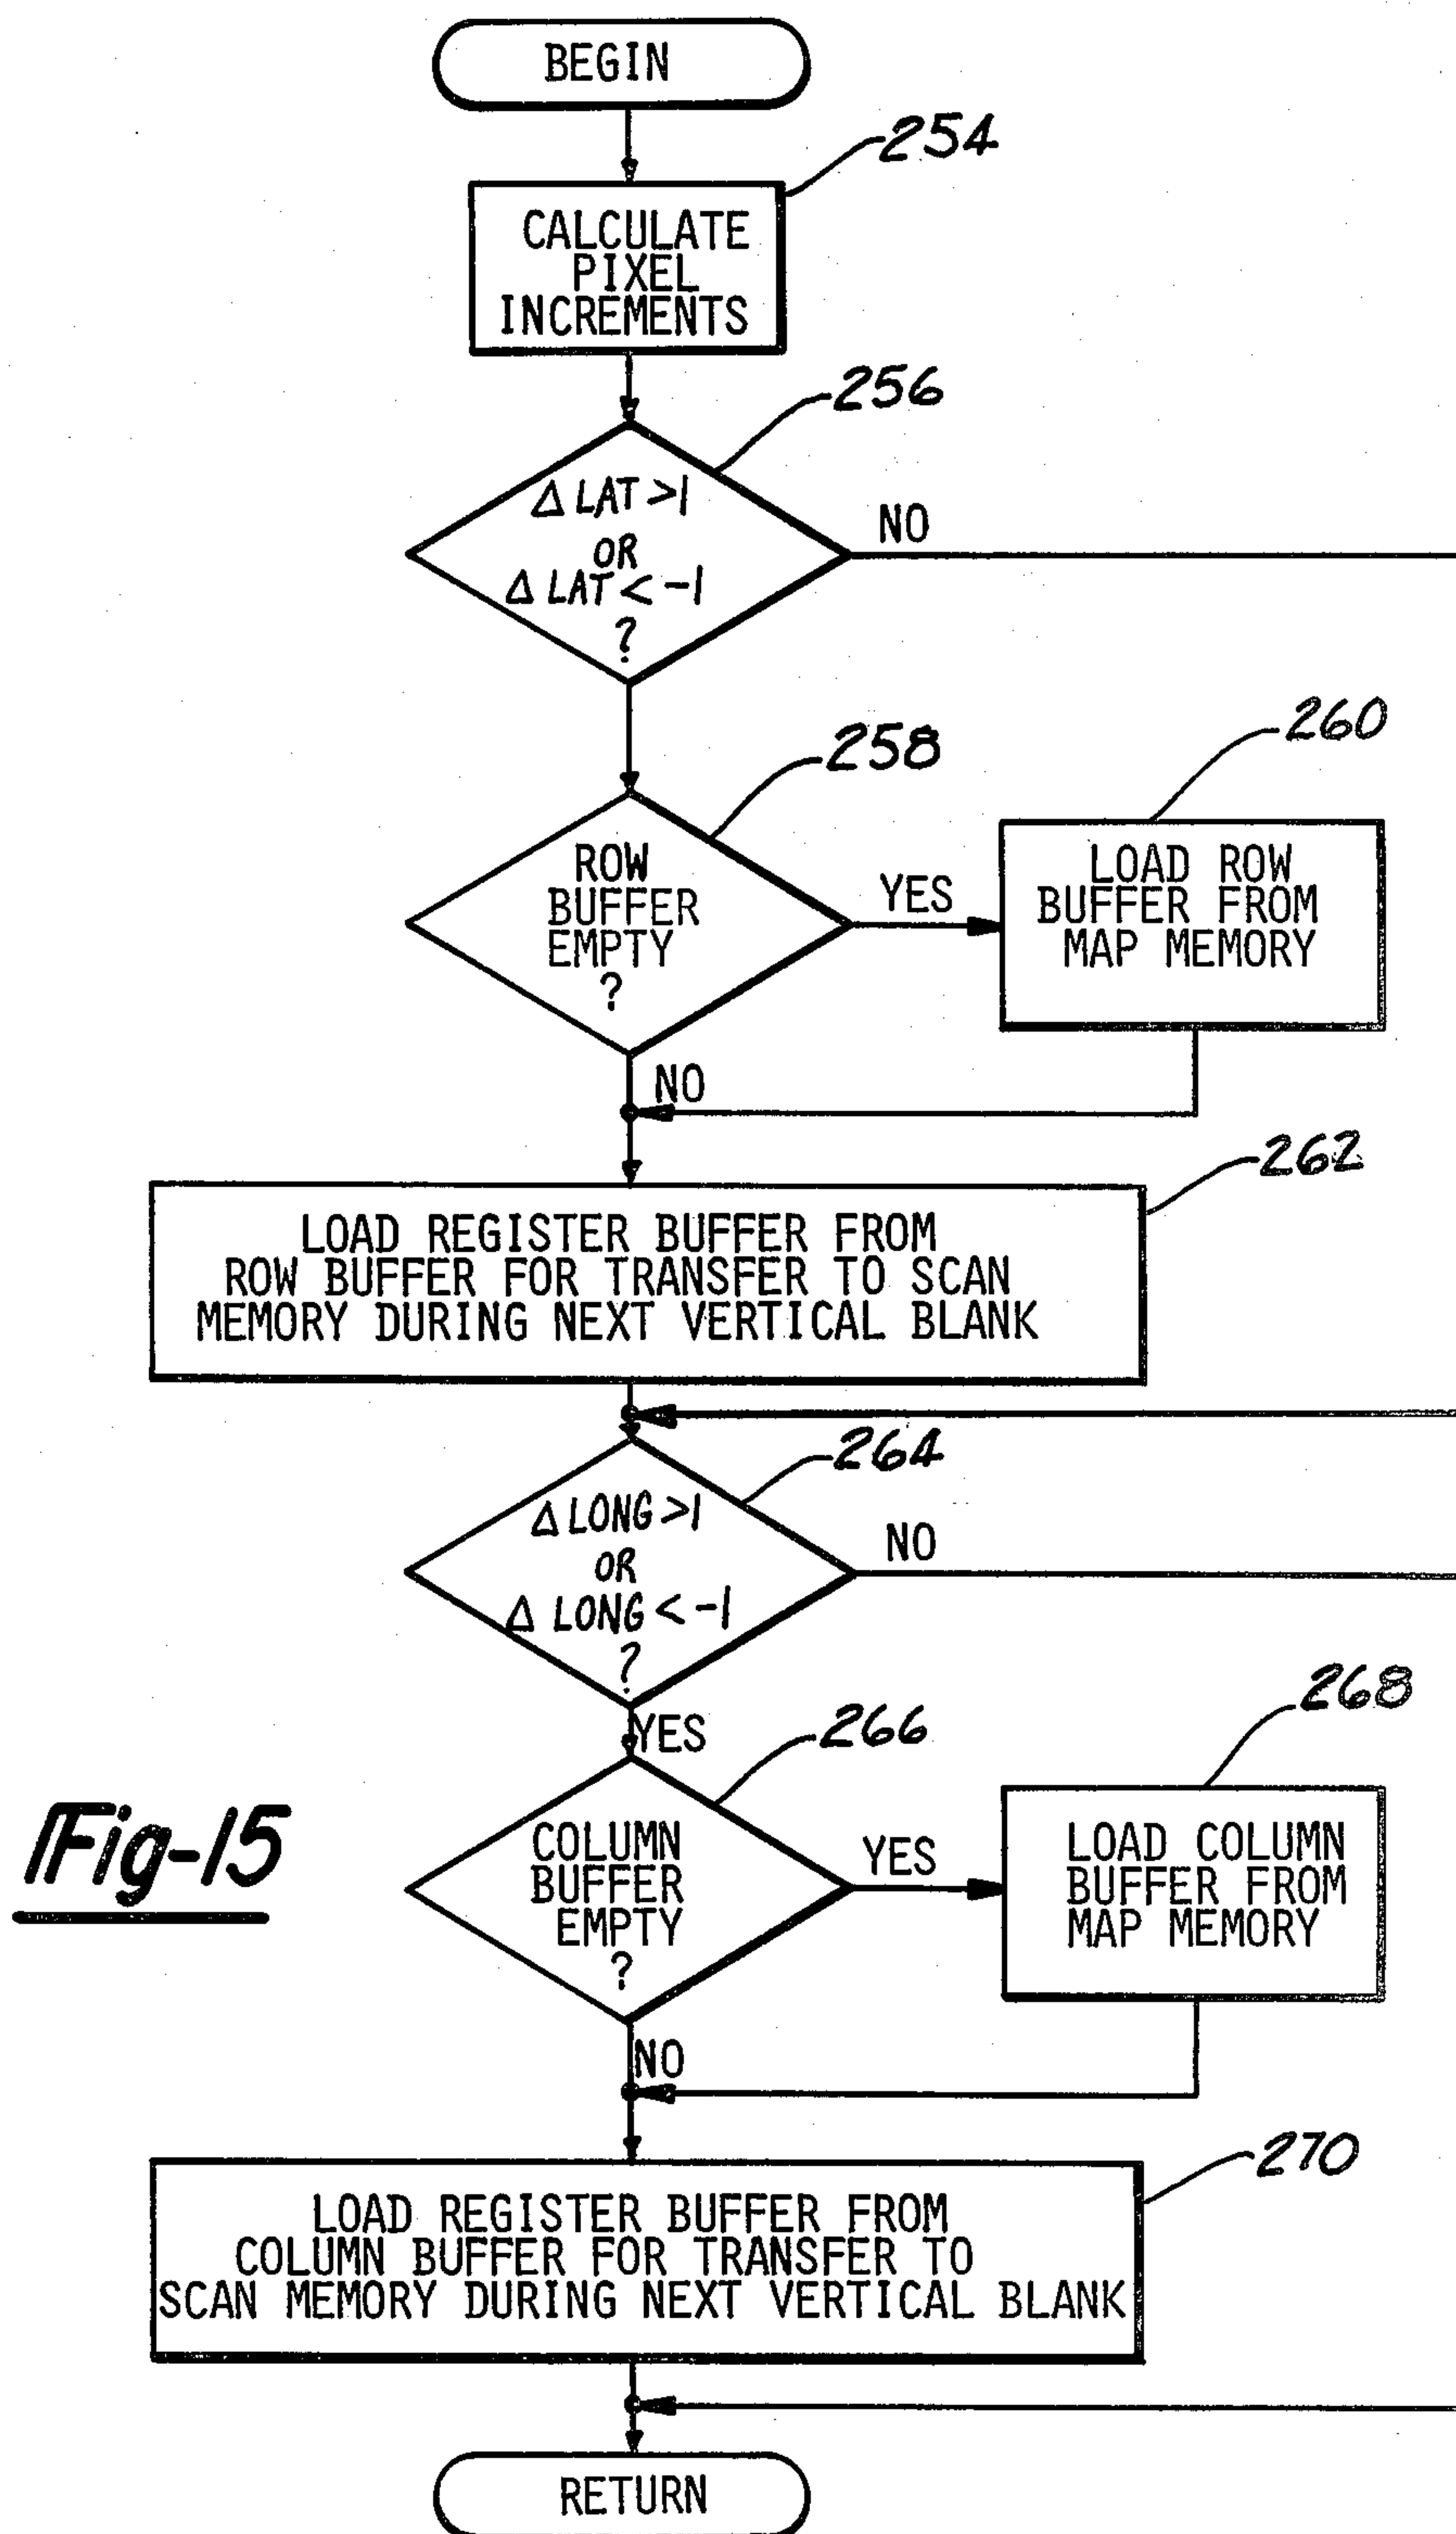 BEGIN
254
CALCULATE
PIXEL
INCREMENTS
256
Δ LAT >1
OR
Δ LAT < -1
?
NO
258
260
ROW
BUFFER
EMPTY
?
YES
LOAD ROW
BUFFER FROM
MAP MEMORY
NO
262
LOAD REGISTER BUFFER FROM
ROW BUFFER FOR TRANSFER TO SCAN
MEMORY DURING NEXT VERTICAL BLANK
264
Δ LONG >1
OR
Δ LONG < -1
?
NO
YES
266
268
COLUMN
BUFFER
EMPTY
?
YES
LOAD COLUMN
BUFFER FROM
MAP MEMORY
Fig-15
NO
270
LOAD REGISTER BUFFER FROM
COLUMN BUFFER FOR TRANSFER TO
SCAN MEMORY DURING NEXT VERTICAL BLANK
RETURN